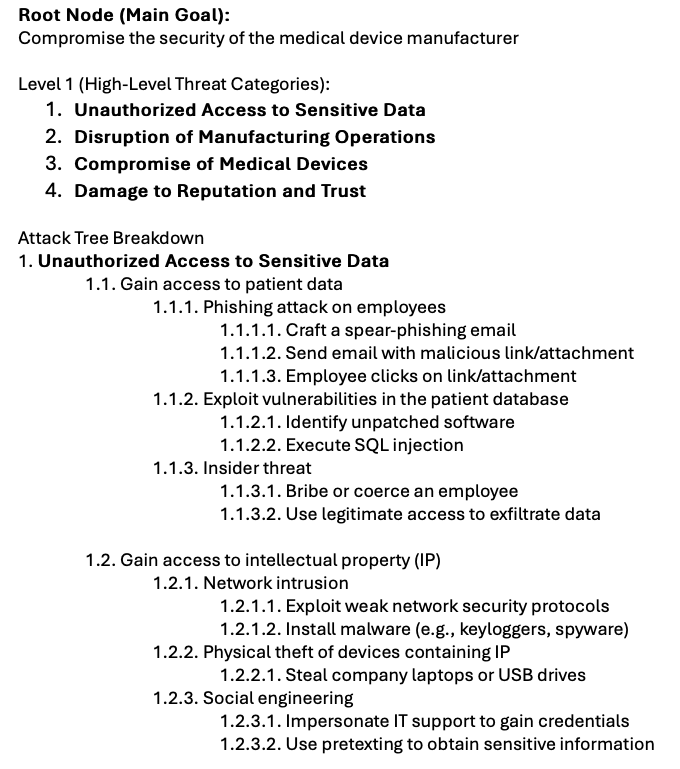 Root Node (Main Goal):
Compromise the security of the medical device manufacturer
Level 1 (High-Level Threat Categories):
1. Unauthorized Access to Sensitive Data
2. Disruption of Manufacturing Operations
3. Compromise of Medical Devices
4. Damage to Reputation and Trust
Attack Tree Breakdown
1. Unauthorized Access to Sensitive Data
1.1. Gain access to patient data
1.1.1. Phishing attack on employees
1.1.1.1. Craft a spear-phishing email
1.1.1.2. Send email with malicious link/attachment
1.1.1.3. Employee clicks on link/attachment
1.1.2. Exploit vulnerabilities in the patient database
1.1.2.1. Identify unpatched software
1.1.2.2. Execute SQL injection
1.1.3. Insider threat
1.1.3.1. Bribe or coerce an employee
1.1.3.2. Use legitimate access to exfiltrate data
1.2. Gain access to intellectual property (IP)
1.2.1. Network intrusion
1.2.1.1. Exploit weak network security protocols
1.2.1.2. Install malware (e.g., keyloggers, spyware)
1.2.2. Physical theft of devices containing IP
1.2.2.1. Steal company laptops or USB drives
1.2.3. Social engineering
1.2.3.1. Impersonate IT support to gain credentials
1.2.3.2. Use pretexting to obtain sensitive information